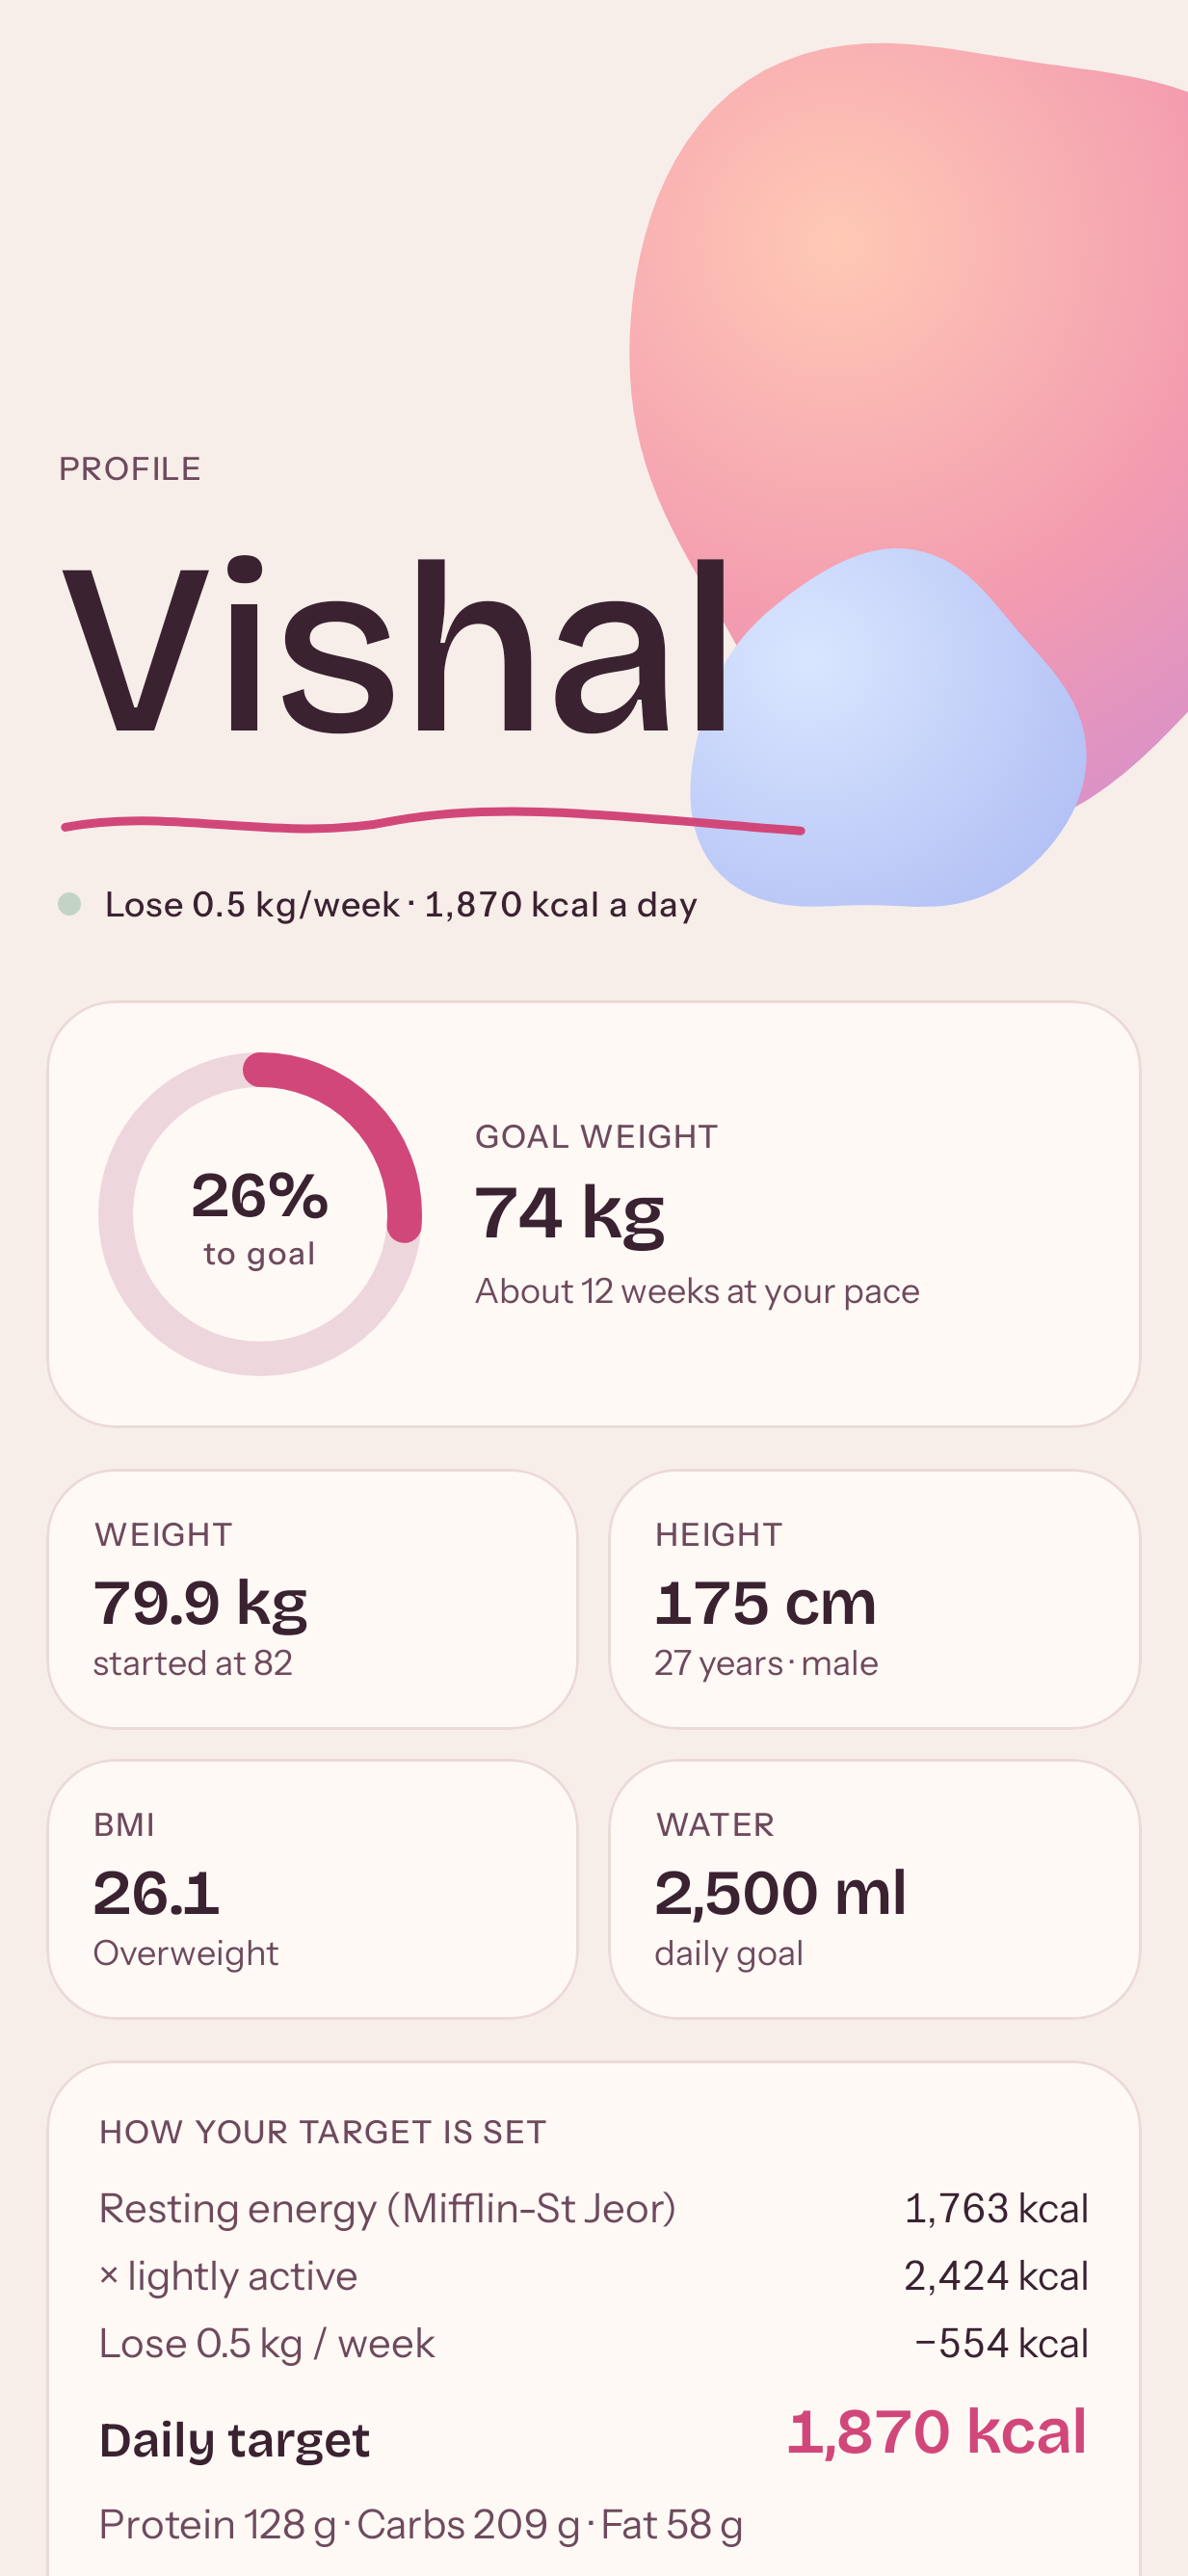 PROFILE
Vishal
Lose 0.5 kg/week · 1,870 kcal a day
26%
to goal
GOAL WEIGHT
74 kg
About 12 weeks at your pace
WEIGHT
79.9 kg
started at 82
HEIGHT
175 cm
27 years · male
BMI
26.1
Overweight
WATER
2,500 ml
daily goal
HOW YOUR TARGET IS SET
Resting energy (Mifflin-St Jeor) 1,763 kcal
× lightly active 2,424 kcal
Lose 0.5 kg / week −554 kcal
Daily target 1,870 kcal
Protein 128 g · Carbs 209 g · Fat 58 g